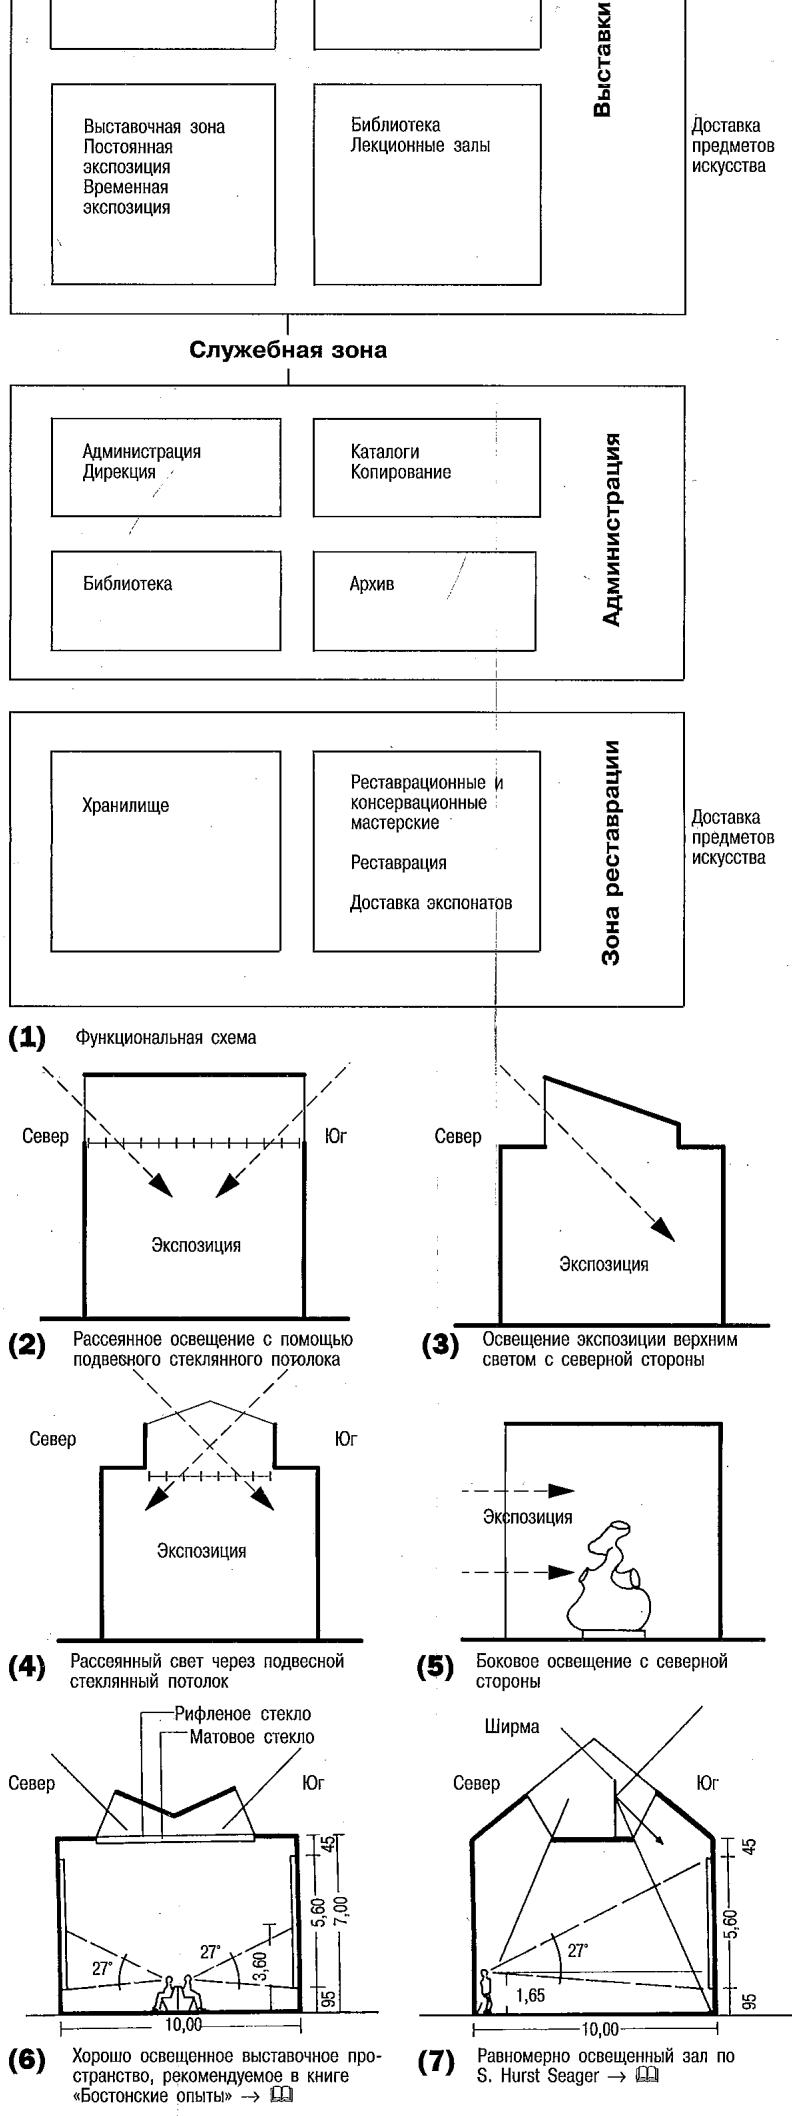 Выставки
Выставочная зона
Постоянная
экспозиция
Временная
экспозиция
Библиотека
Лекционные залы
Доставка
предметов
искусства
Служебная зона
Администрация
Дирекция
Каталоги
Копирование
Библиотека
Архив
Администрация
Хранилище
Реставрационные и
консервационные
мастерские
Реставрация
Доставка экспонатов
Зона реставрации
Доставка
предметов
искусства
(1) Функциональная схема
Север
Юг
Экспозиция
(2) Рассеянное освещение с помощью
подвесного стеклянного потолока
Север
Экспозиция
(3) Освещение экспозиции верхним
светом с северной стороны
Север
Юг
Экспозиция
(4) Рассеянный свет через подвесной
стеклянный потолок
Экспозиция
(5) Боковое освещение с северной
стороны
Рифленое стекло
Матовое стекло
Север
Юг
27°
27°
3,60
45
5,60
95
7,00
10,00
(6) Хорошо освещенное выставочное про-
странство, рекомендуемое в книге
«Бостонские опыты» →
Ширма
Север
Юг
27°
1,65
45
5,60
95
10,00
(7) Равномерно освещенный зал по
S. Hurst Seager →